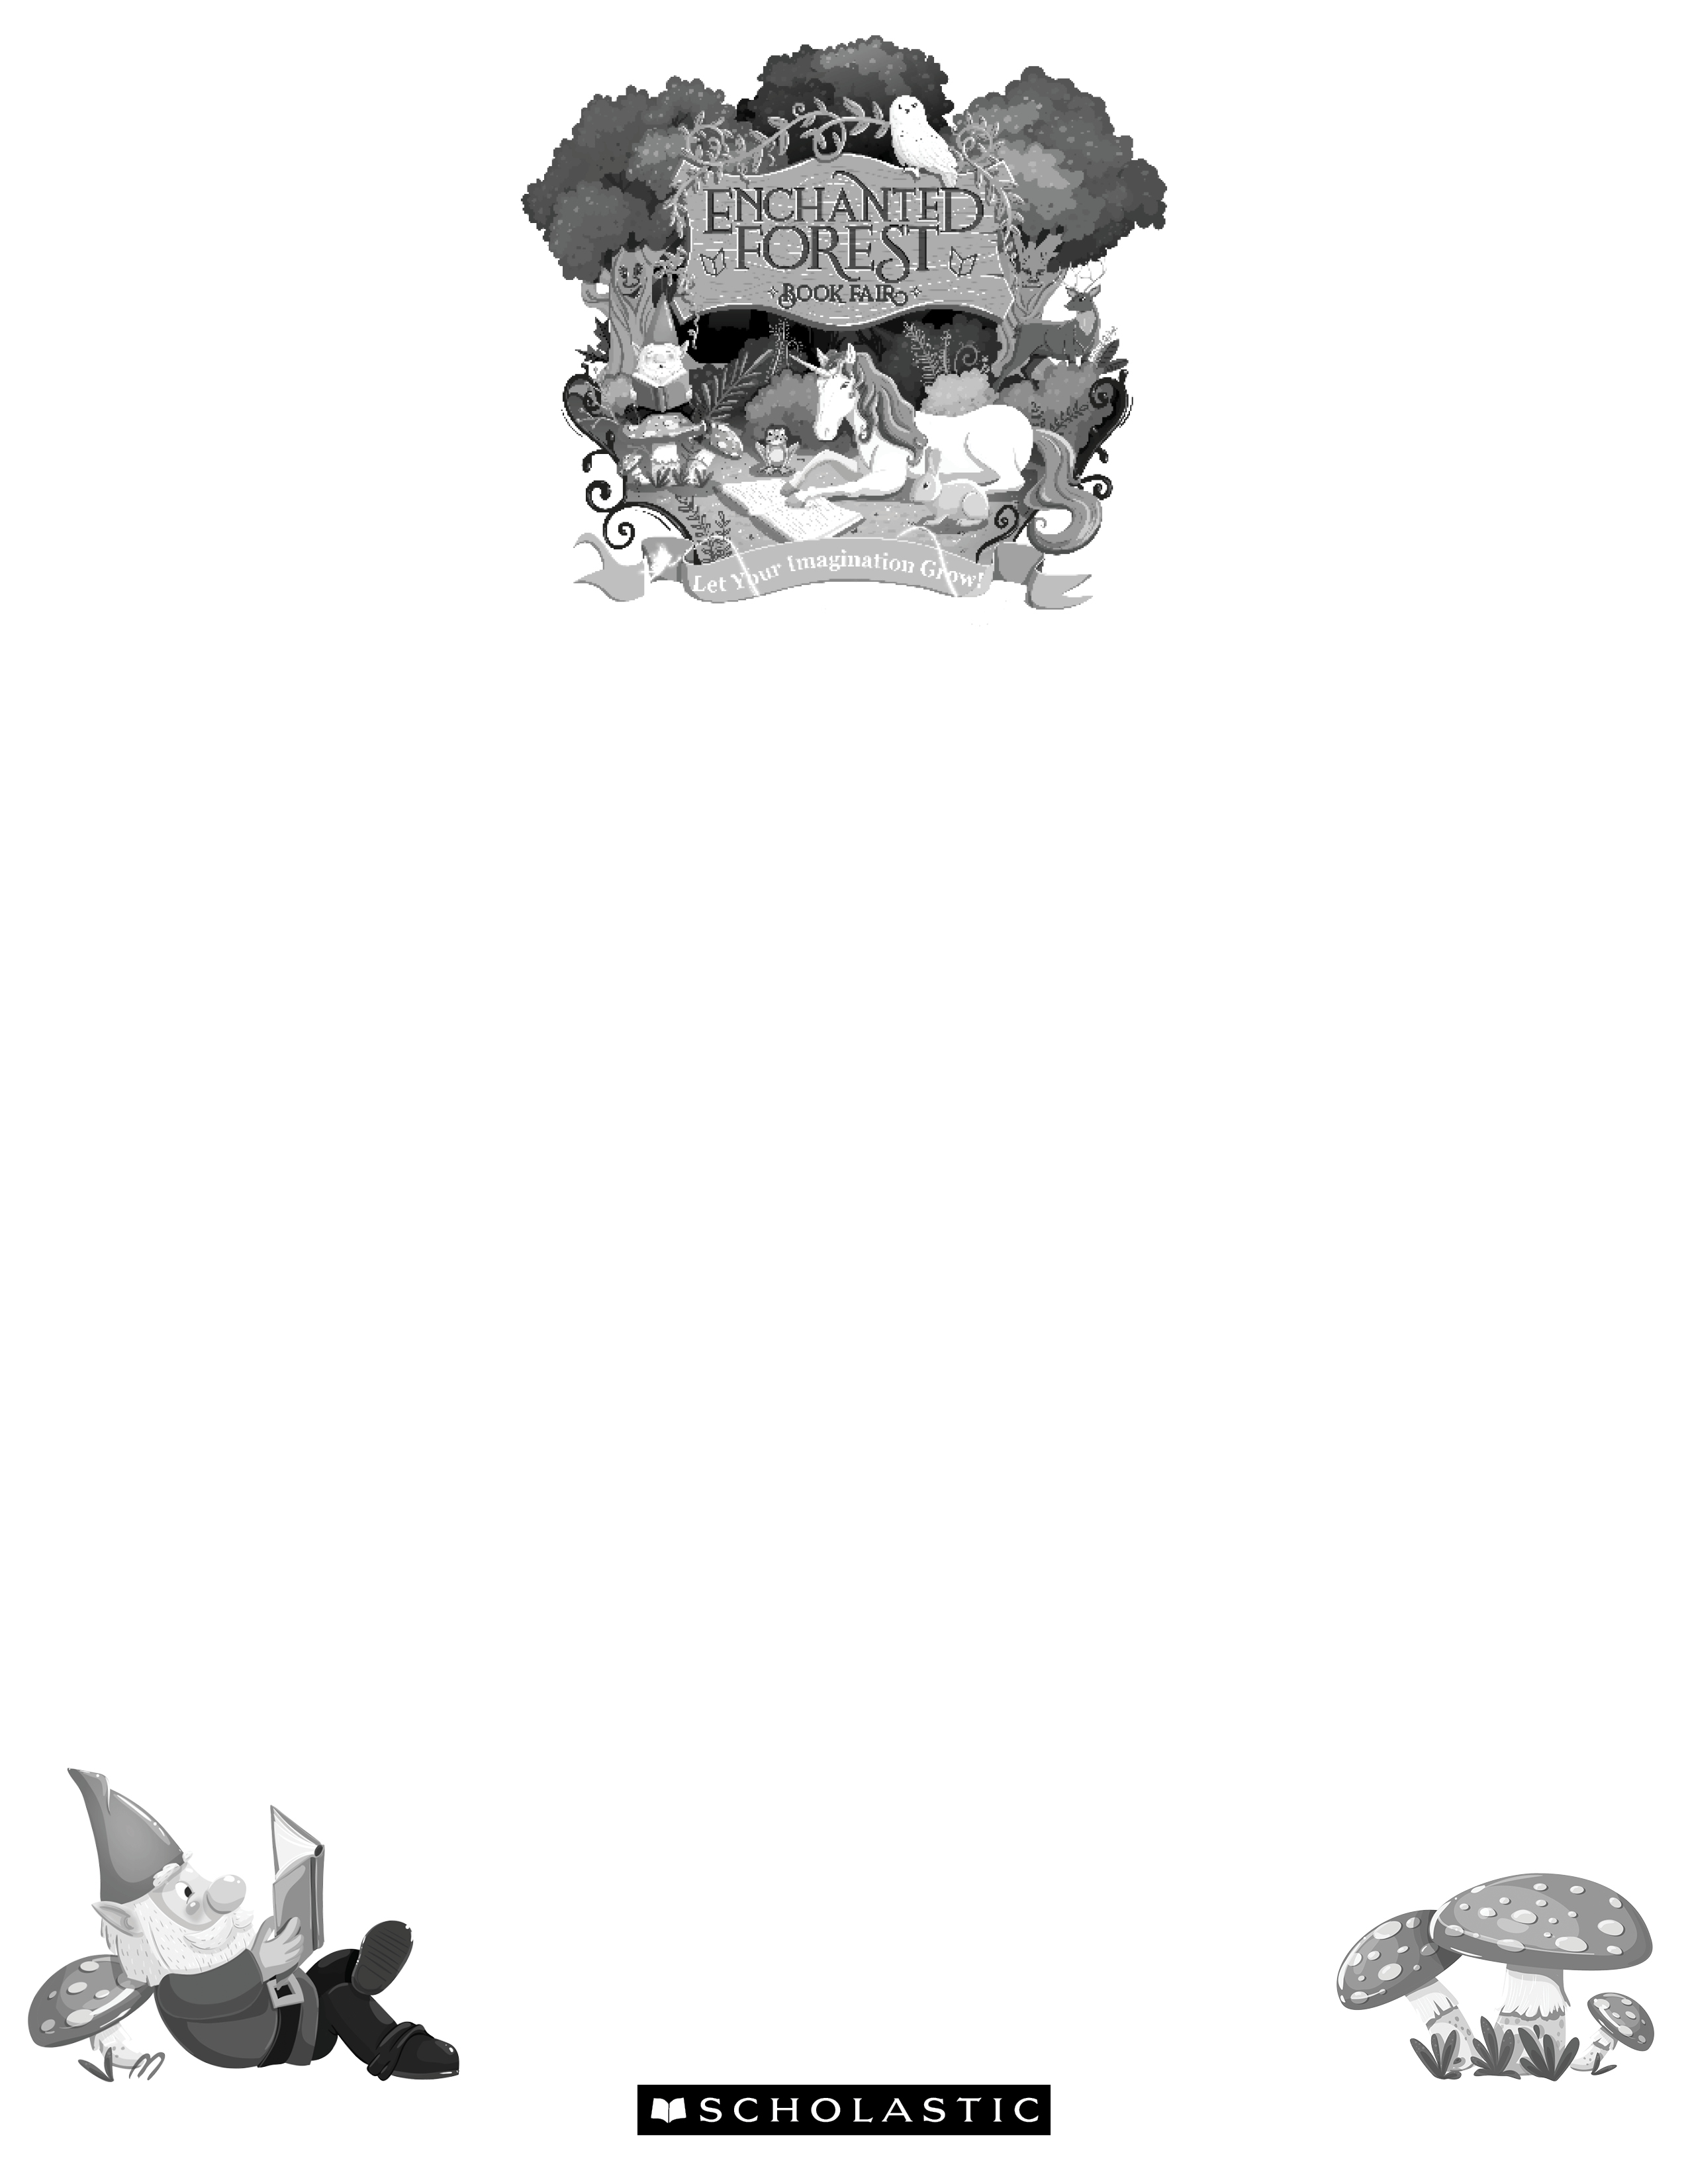 ENCHANTED
FOREST
BOOK FAIR
Let Your Imagination Grow!
SCHOLASTIC